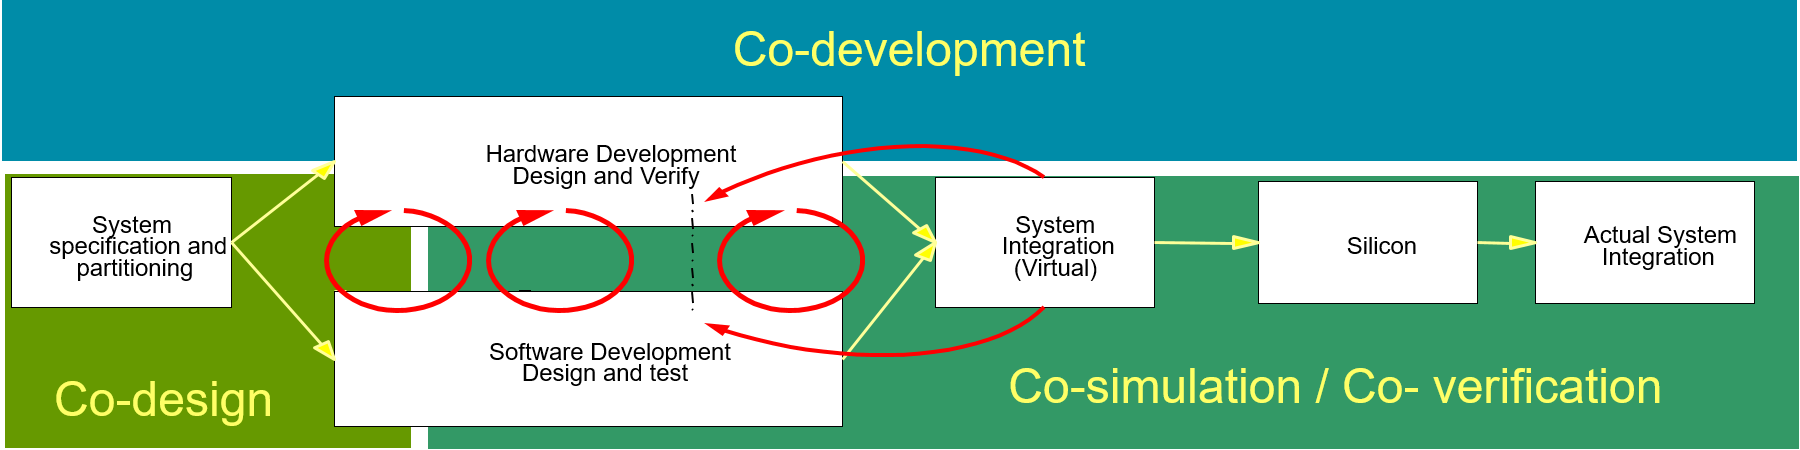 Co-development
Hardware Development
Design and Verify
System
specification and
partitioning
System
Integration
(Virtual)
Silicon
Actual System
Integration
Software Development
Design and test
Co-design
Co-simulation / Co- verification